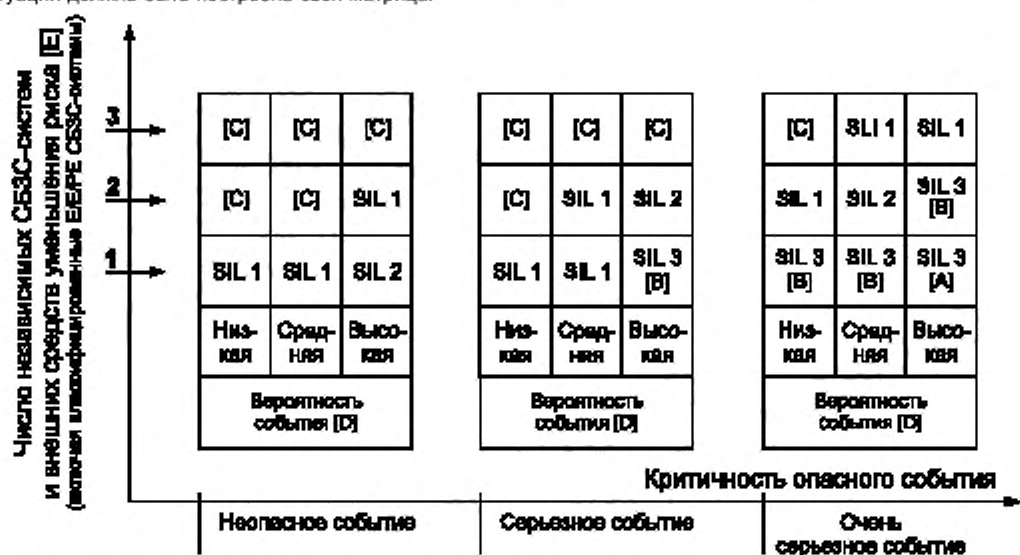 Число независимых СБЗС-систем
и внешних средств уменьшения риска [E]
(включая классифицированные E/E/PE СБЗС-системы)
3
[C] [C] [C]
[C] [C] [C]
[C] SLI 1 SIL 1
2
[C] [C] SIL 1
[C] SIL 1 SIL 2
SIL 1 SIL 2 SIL 3 [B]
1
SIL 1 SIL 1 SIL 2
SIL 1 SIL 1 SIL 3 [B]
SIL 3 [B] SIL 3 [B] SIL 3 [A]
Низ-кая Сред-няя Высо-кая
Низ-кая Сред-няя Высо-кая
Низ-кая Сред-няя Высо-кая
Вероятность
события [D]
Вероятность
события [D]
Вероятность
события [D]
Критичность опасного события
Неопасное событие
Серьезное событие
Очень
серьезное событие